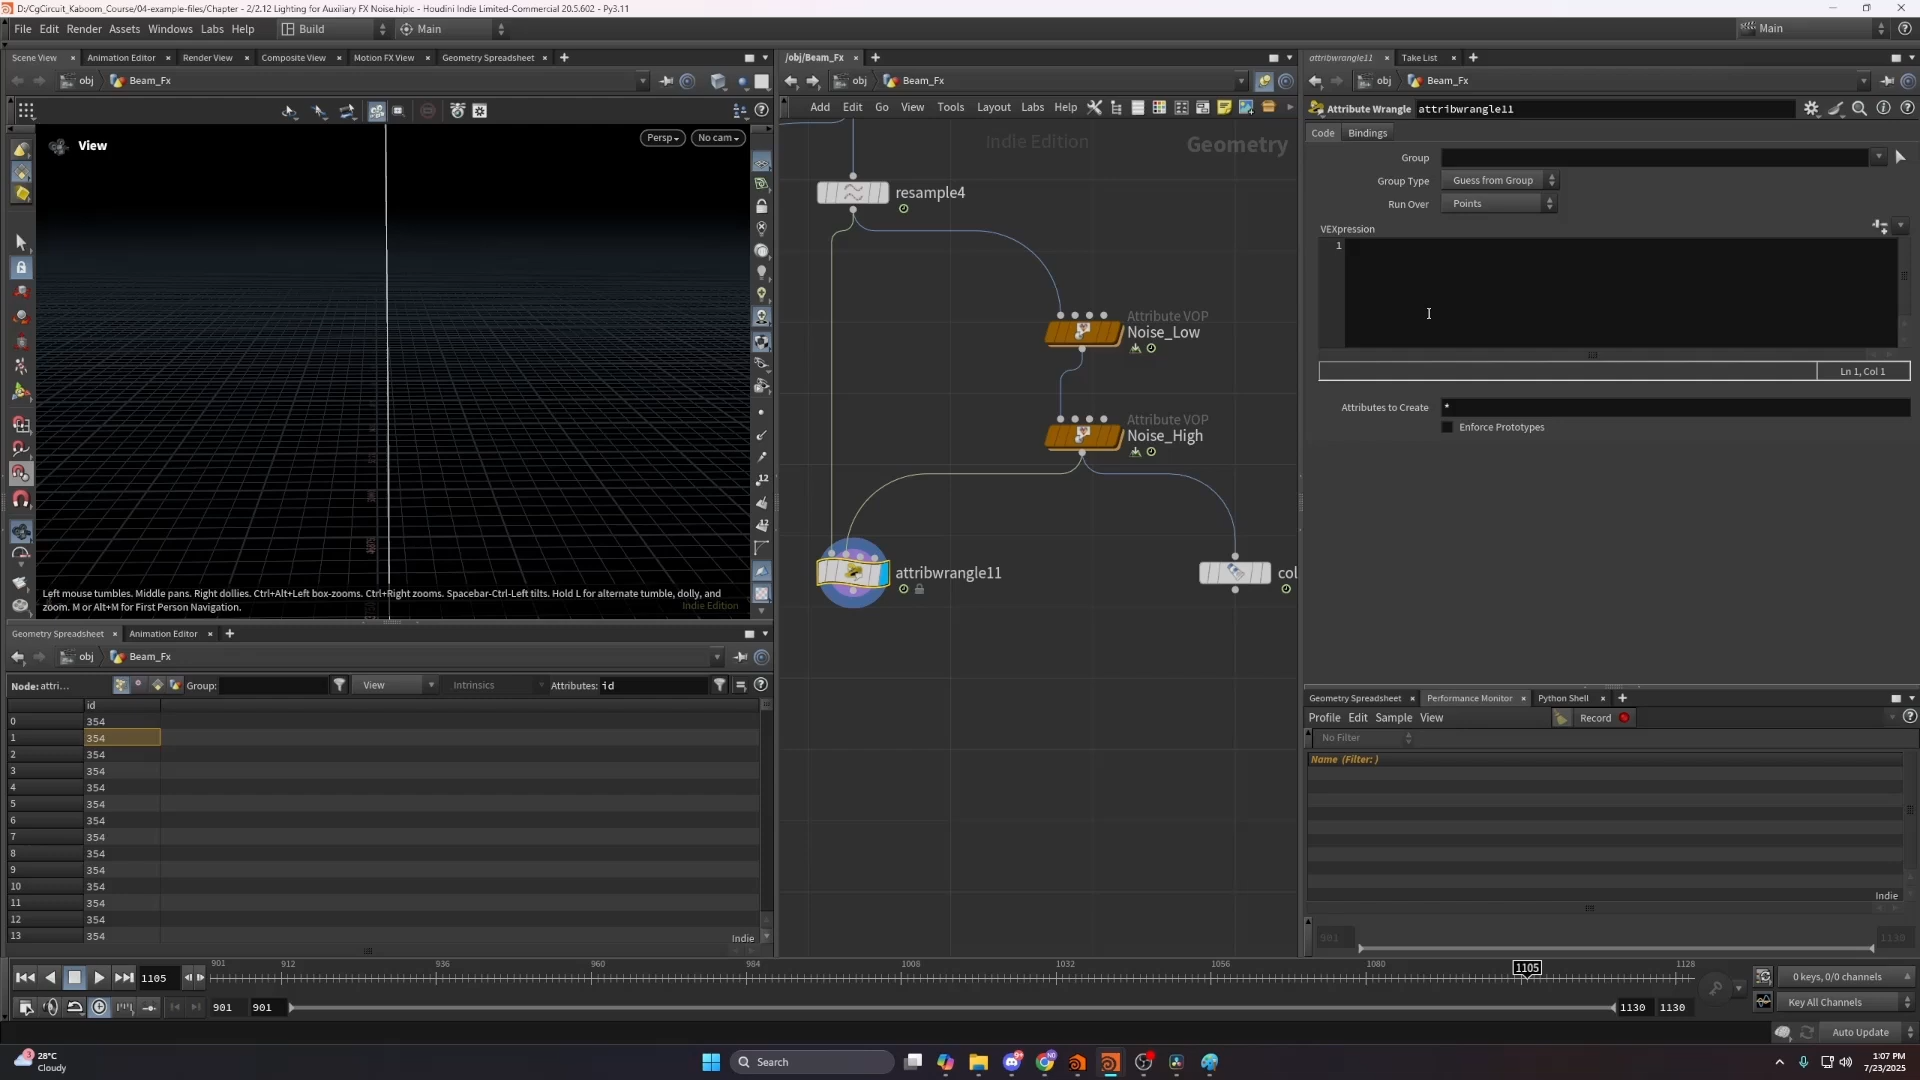 D:/CgCircuit_Kaboom_Course/04-example-files/Chapter - 2/2.12 Lighting for Auxiliary FX Noise.hiplc - Houdini Indie Limited-Commercial 20.5.602 - Py3.11
File Edit Render Assets Windows Labs Help Build Main Main
Scene View Animation Editor Render View Composite View Motion FX View Geometry Spreadsheet
obj Beam_Fx
View
Persp No cam
Left mouse tumbles. Middle pans. Right dollies. Ctrl+Alt+Left box-zooms. Ctrl+Right zooms. Spacebar-Ctrl-Left tilts. Hold L for alternate tumble, dolly, and
zoom. M or Alt+M for First Person Navigation.
Indie Edition
Geometry Spreadsheet Animation Editor
obj Beam_Fx
Node: attri... Group: View Intrinsics Attributes: id
id
0 354
1 354
2 354
3 354
4 354
5 354
6 354
7 354
8 354
9 354
10 354
11 354
12 354
13 354
Indie
/obj/Beam_Fx
obj Beam_Fx
Add Edit Go View Tools Layout Labs Help
Indie Edition
Geometry
resample4
Attribute VOP
Noise_Low
Attribute VOP
Noise_High
attribwrangle11
col
attribwrangle11 Take List
obj Beam_Fx
Attribute Wrangle attribwrangle11
Code Bindings
Group
Group Type Guess from Group
Run Over Points
VEXpression
1
Ln 1, Col 1
Attributes to Create *
Enforce Prototypes
Geometry Spreadsheet Performance Monitor Python Shell
Profile Edit Sample View Record
No Filter
Name (Filter: )
Indie
901 1130
1105 901 912 936 960 984 1008 1032 1056 1080 1105 1128
0 keys, 0/0 channels
901 901 1130 1130
Key All Channels
Auto Update
28°C
Cloudy
Search
1:07 PM
7/23/2025